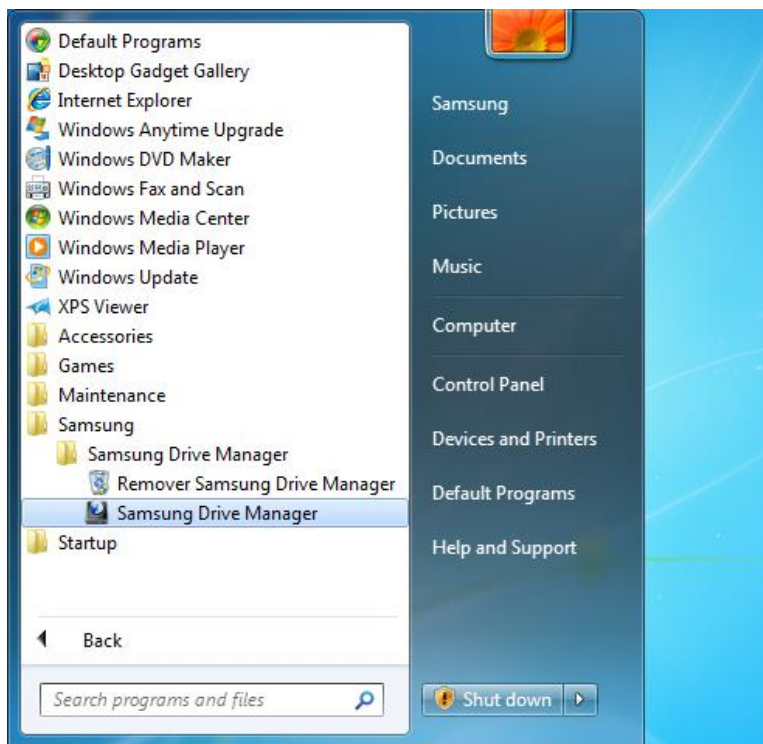 Default Programs
Desktop Gadget Gallery
Internet Explorer
Windows Anytime Upgrade
Windows DVD Maker
Windows Fax and Scan
Windows Media Center
Windows Media Player
Windows Update
XPS Viewer
Accessories
Games
Maintenance
Samsung
Samsung Drive Manager
Remover Samsung Drive Manager
Samsung Drive Manager
Startup
Back
Search programs and files
Samsung
Documents
Pictures
Music
Computer
Control Panel
Devices and Printers
Default Programs
Help and Support
Shut down